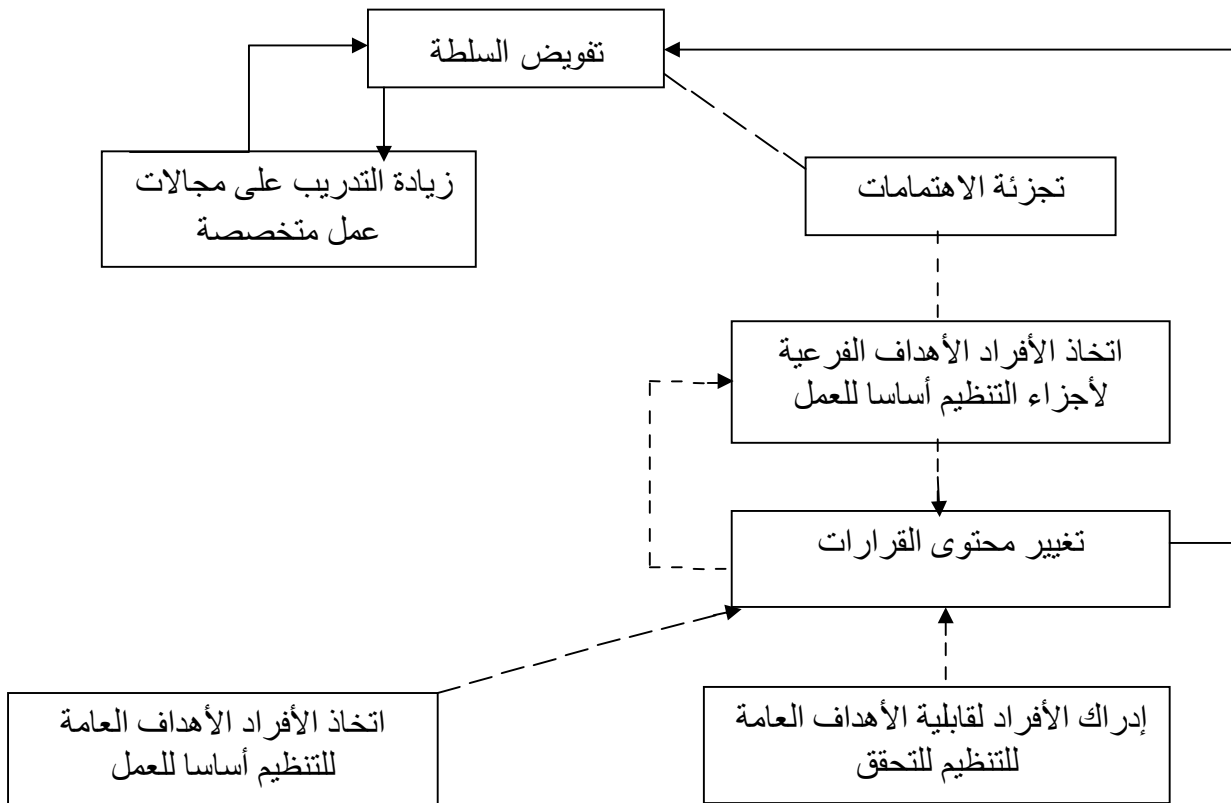 تفويض السلطة
زيادة التدريب على مجالات
عمل متخصصة
تجزئة الاهتمامات
اتخاذ الأفراد الأهداف الفرعية
لأجزاء التنظيم أساسا للعمل
تغيير محتوى القرارات
اتخاذ الأفراد الأهداف العامة
للتنظيم أساسا للعمل
إدراك الأفراد لقابلية الأهداف العامة
للتنظيم للتحقق